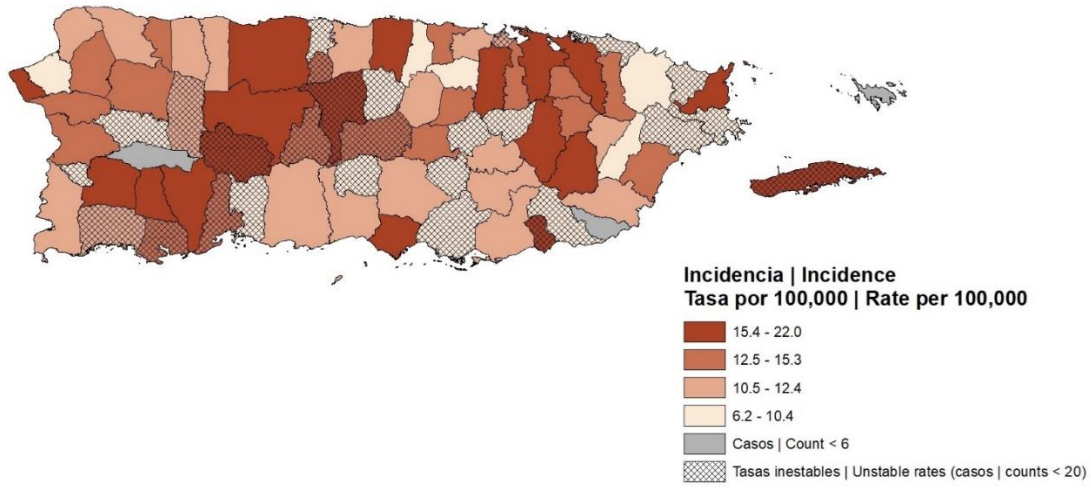 Incidencia | Incidence
Tasa por 100,000 | Rate per 100,000
15.4 - 22.0
12.5 - 15.3
10.5 - 12.4
6.2 - 10.4
Casos | Count < 6
Tasas inestables | Unstable rates (casos | counts < 20)